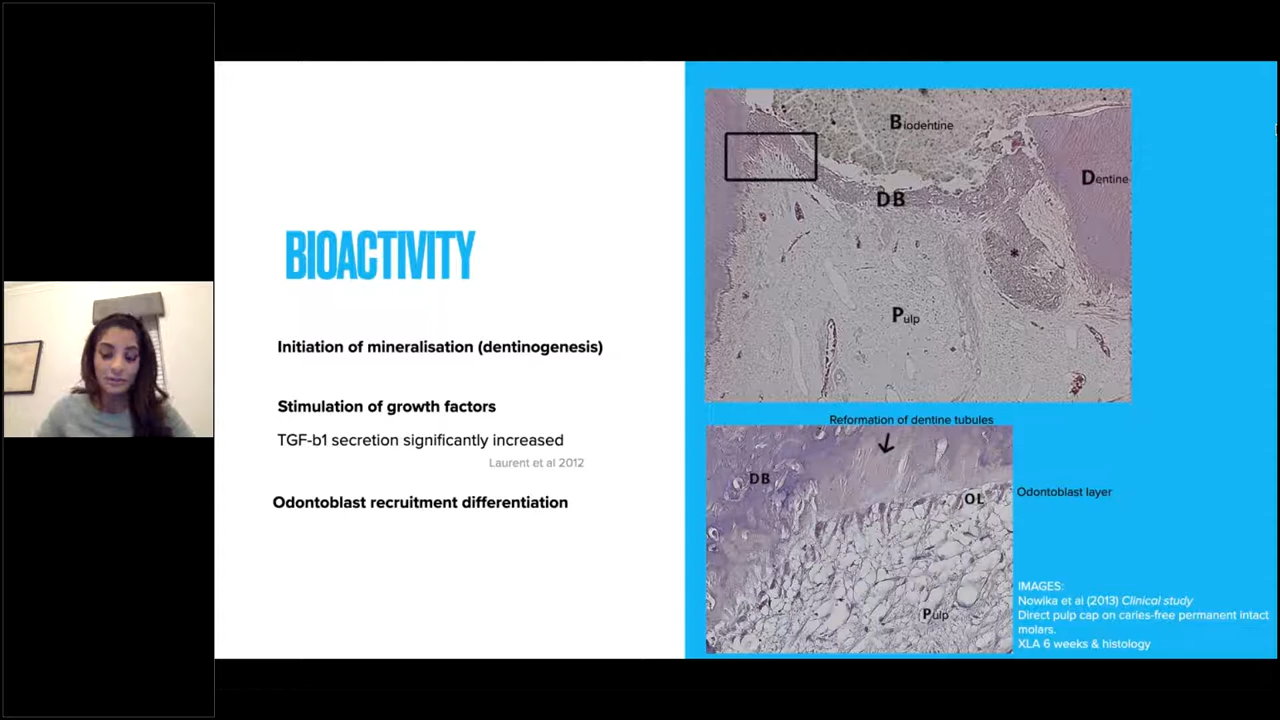 BIOACTIVITY
Initiation of mineralisation (dentinogenesis)
Stimulation of growth factors
TGF-b1 secretion significantly increased
Laurent et al 2012
Odontoblast recruitment differentiation
Biodentine
Dentine
DB
*
Pulp
Reformation of dentine tubules
DB
OL
Odontoblast layer
Pulp
IMAGES:
Nowika et al (2013) Clinical study
Direct pulp cap on caries-free permanent intact
molars.
XLA 6 weeks & histology